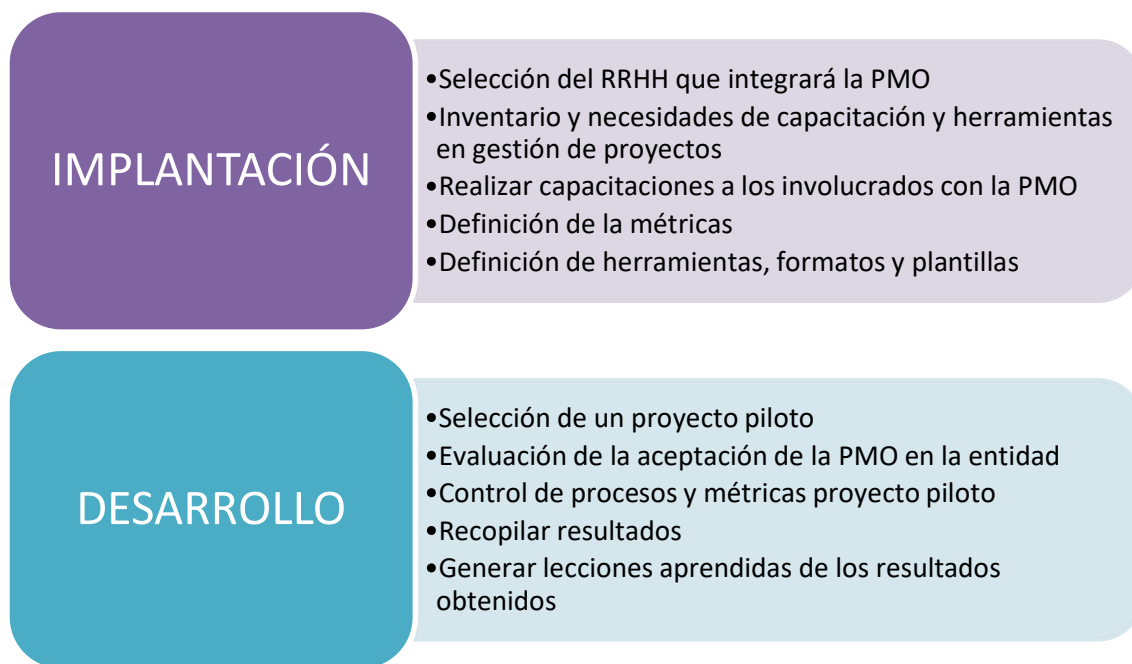 IMPLANTACIÓN
•Selección del RRHH que integrará la PMO
•Inventario y necesidades de capacitación y herramientas
en gestión de proyectos
•Realizar capacitaciones a los involucrados con la PMO
•Definición de la métricas
•Definición de herramientas, formatos y plantillas
DESARROLLO
•Selección de un proyecto piloto
•Evaluación de la aceptación de la PMO en la entidad
•Control de procesos y métricas proyecto piloto
•Recopilar resultados
•Generar lecciones aprendidas de los resultados
obtenidos